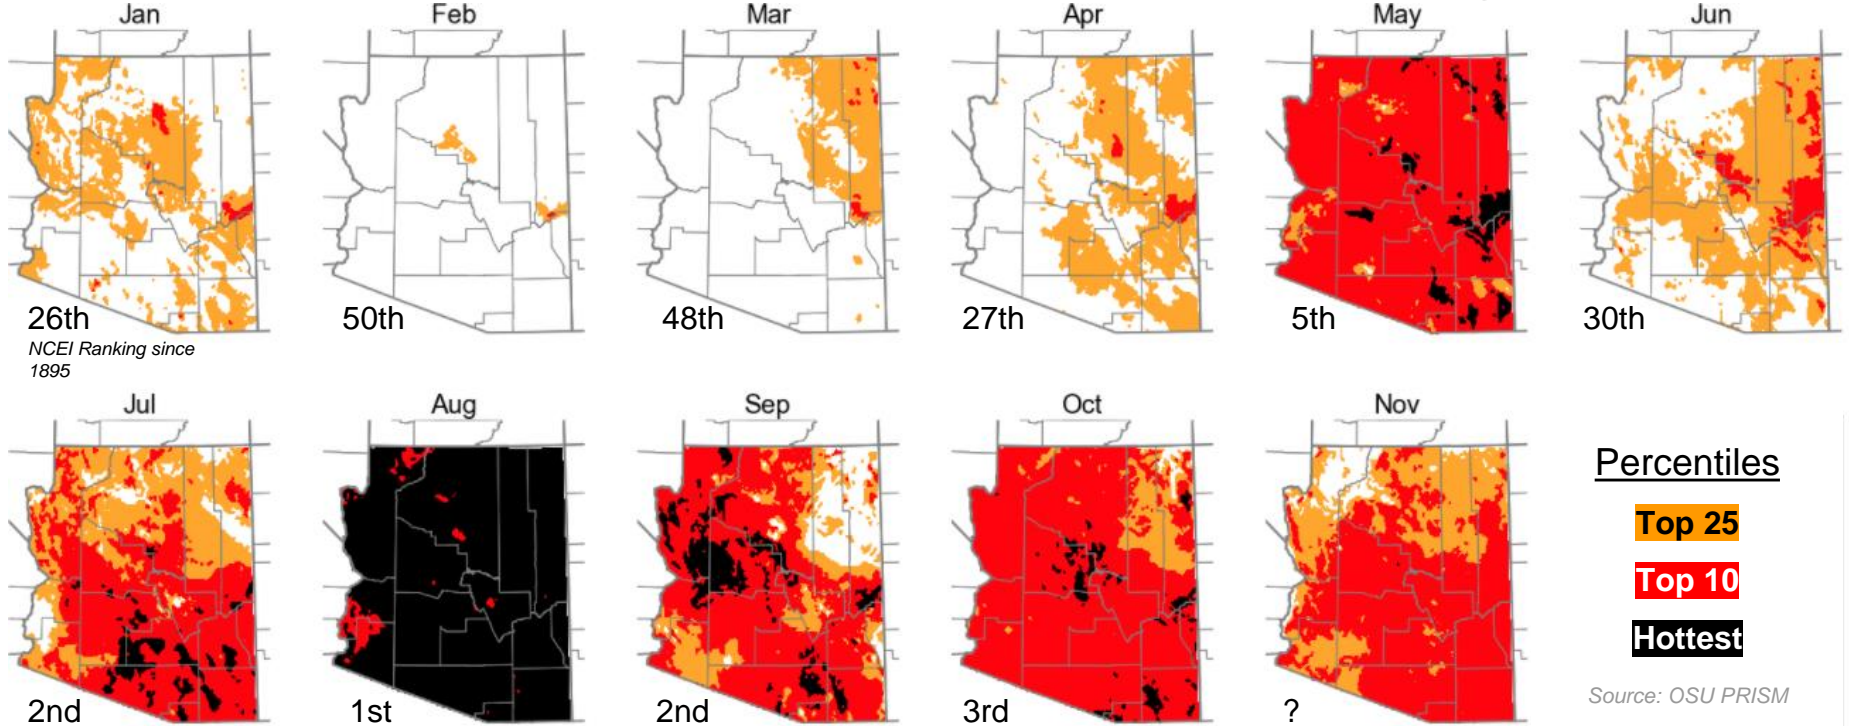 Jan
Feb
Mar
Apr
May
Jun
26th
50th
48th
27th
5th
30th
NCEI Ranking since
1895
Jul
Aug
Sep
Oct
Nov
2nd
1st
2nd
3rd
?
Percentiles
Top 25
Top 10
Hottest
Source: OSU PRISM